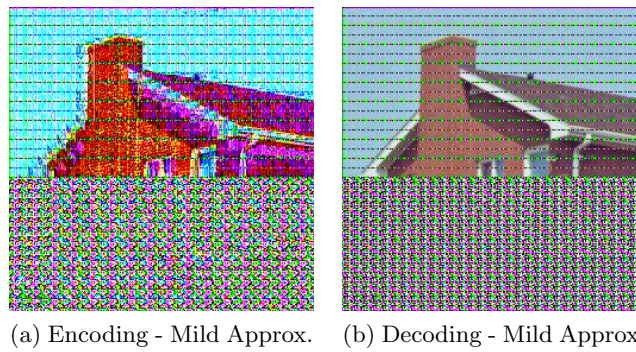 (a) Encoding - Mild Approx.
(b) Decoding - Mild Approx